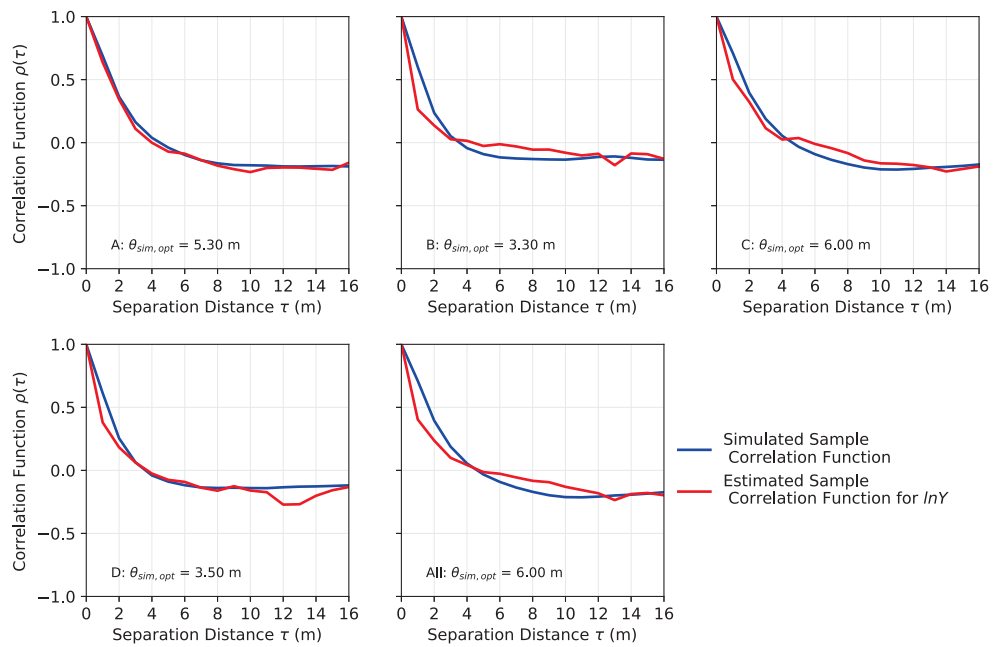 1.0
0.5
0.0
−0.5
−1.0
Correlation Function ρ(τ)
A: θsim,opt = 5.30 m
0 2 4 6 8 10 12 14 16
Separation Distance τ (m)
B: θsim,opt = 3.30 m
0 2 4 6 8 10 12 14 16
Separation Distance τ (m)
C: θsim,opt = 6.00 m
0 2 4 6 8 10 12 14 16
Separation Distance τ (m)
1.0
0.5
0.0
−0.5
−1.0
Correlation Function ρ(τ)
D: θsim,opt = 3.50 m
0 2 4 6 8 10 12 14 16
Separation Distance τ (m)
All: θsim,opt = 6.00 m
0 2 4 6 8 10 12 14 16
Separation Distance τ (m)
Simulated Sample
Correlation Function
Estimated Sample
Correlation Function for lnY